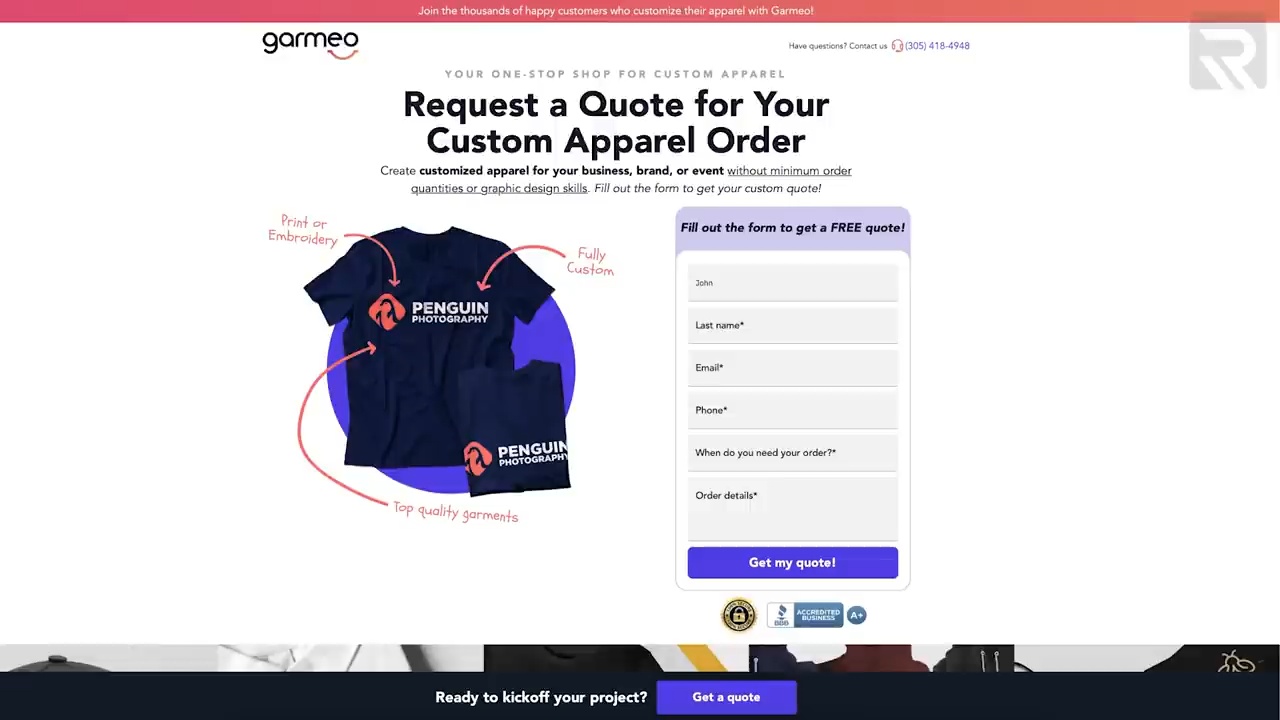 Join the thousands of happy customers who customize their apparel with Garmeo!
garmeo
Have questions? Contact us (305) 418-4948
YOUR ONE-STOP SHOP FOR CUSTOM APPAREL
Request a Quote for Your
Custom Apparel Order
Create customized apparel for your business, brand, or event without minimum order
quantities or graphic design skills. Fill out the form to get your custom quote!
Print or
Embroidery
Fully
Custom
PENGUIN
PHOTOGRAPHY
PENGUIN
PHOTOGRAPHY
Top quality garments
Fill out the form to get a FREE quote!
John
Last name*
Email*
Phone*
When do you need your order?*
Order details*
Get my quote!
BBB
ACCREDITED
BUSINESS
A+
Ready to kickoff your project?
Get a quote